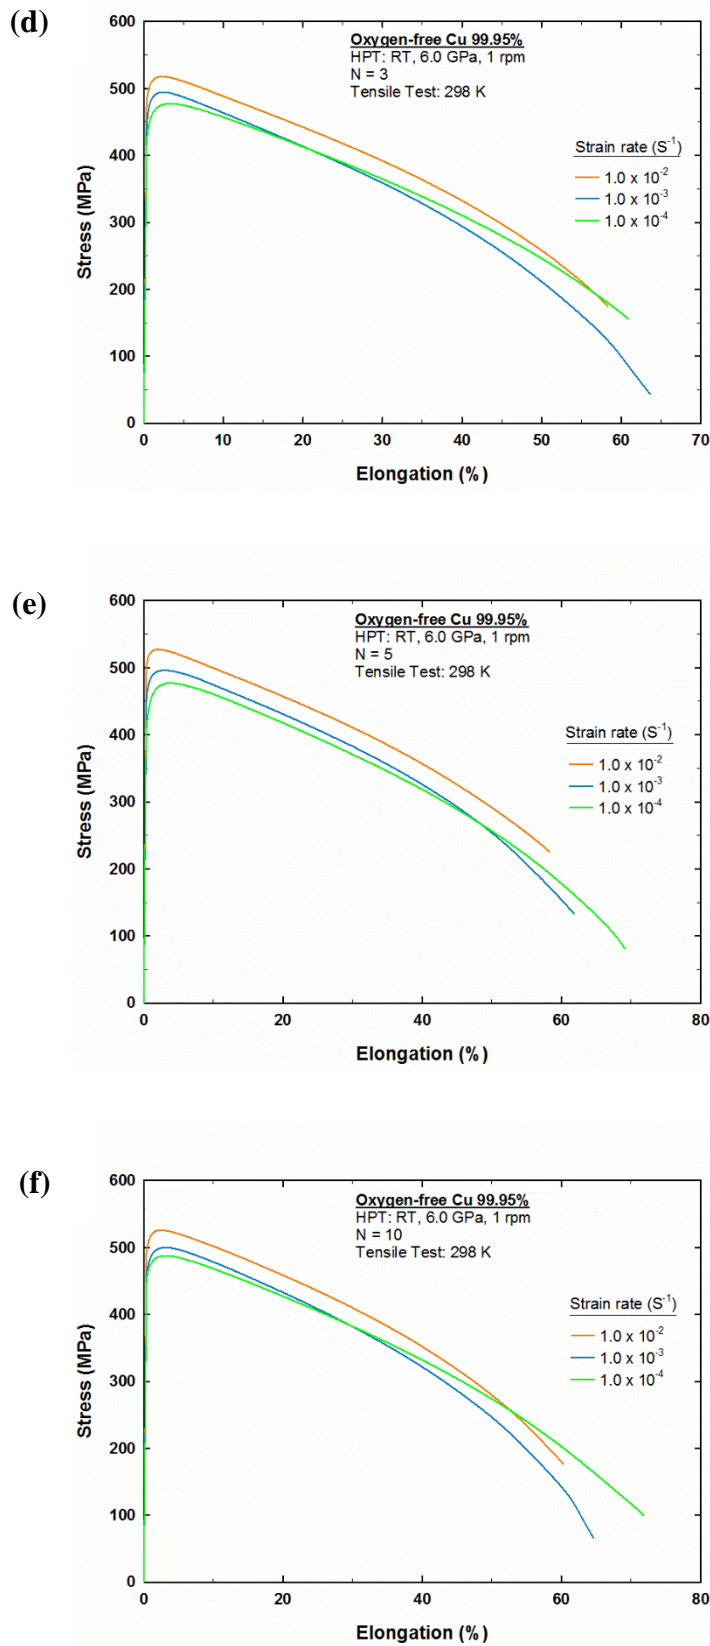 (d)
600
500
400
300
200
100
0
Stress (MPa)
Oxygen-free Cu 99.95%
HPT: RT, 6.0 GPa, 1 rpm
N = 3
Tensile Test: 298 K
Strain rate (S⁻¹)
1.0 x 10⁻²
1.0 x 10⁻³
1.0 x 10⁻⁴
0 10 20 30 40 50 60 70
Elongation (%)
(e)
600
500
400
300
200
100
0
Stress (MPa)
Oxygen-free Cu 99.95%
HPT: RT, 6.0 GPa, 1 rpm
N = 5
Tensile Test: 298 K
Strain rate (S⁻¹)
1.0 x 10⁻²
1.0 x 10⁻³
1.0 x 10⁻⁴
0 20 40 60 80
Elongation (%)
(f)
600
500
400
300
200
100
0
Stress (MPa)
Oxygen-free Cu 99.95%
HPT: RT, 6.0 GPa, 1 rpm
N = 10
Tensile Test: 298 K
Strain rate (S⁻¹)
1.0 x 10⁻²
1.0 x 10⁻³
1.0 x 10⁻⁴
0 20 40 60 80
Elongation (%)